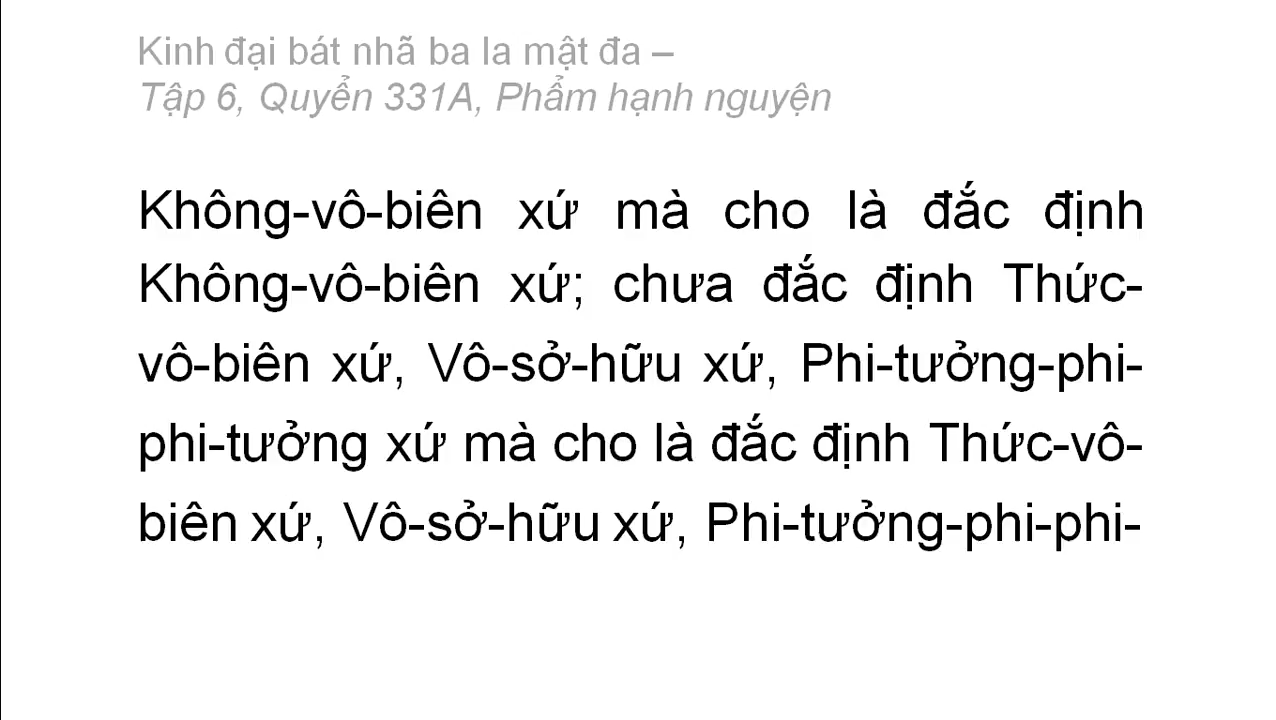 Kinh đại bát nhã ba la mật đa –
Tập 6, Quyển 331A, Phẩm hạnh nguyện
Không-vô-biên xứ mà cho là đắc định
Không-vô-biên xứ; chưa đắc định Thức-
vô-biên xứ, Vô-sở-hữu xứ, Phi-tưởng-phi-
phi-tưởng xứ mà cho là đắc định Thức-vô-
biên xứ, Vô-sở-hữu xứ, Phi-tưởng-phi-phi-